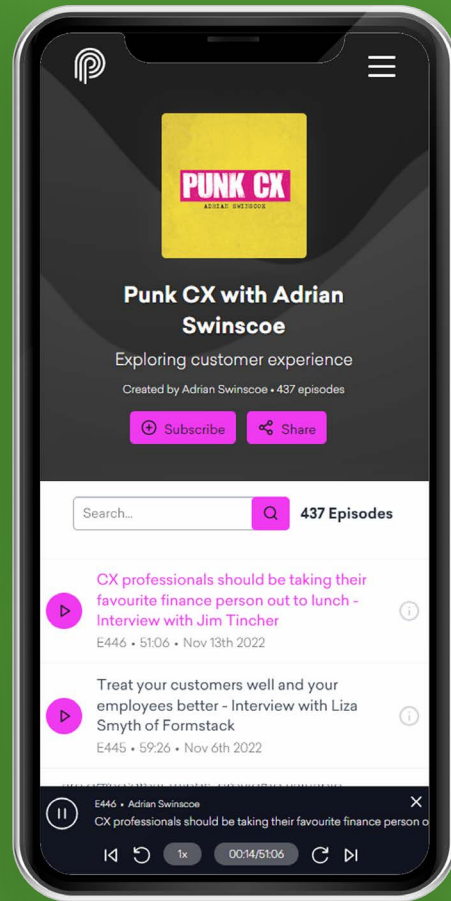 PUNK CX
ADRIAN SWINSCOE
Punk CX with Adrian
Swinscoe
Exploring customer experience
Created by Adrian Swinscoe • 437 episodes
Subscribe
Share
Search...
437 Episodes
CX professionals should be taking their
favourite finance person out to lunch -
Interview with Jim Tincher
E446 • 51:06 • Nov 13th 2022
Treat your customers well and your
employees better - Interview with Liza
Smyth of Formstack
E445 • 59:26 • Nov 6th 2022
E446 • Adrian Swinscoe
CX professionals should be taking their favourite finance person o
1x
00:14/51:06